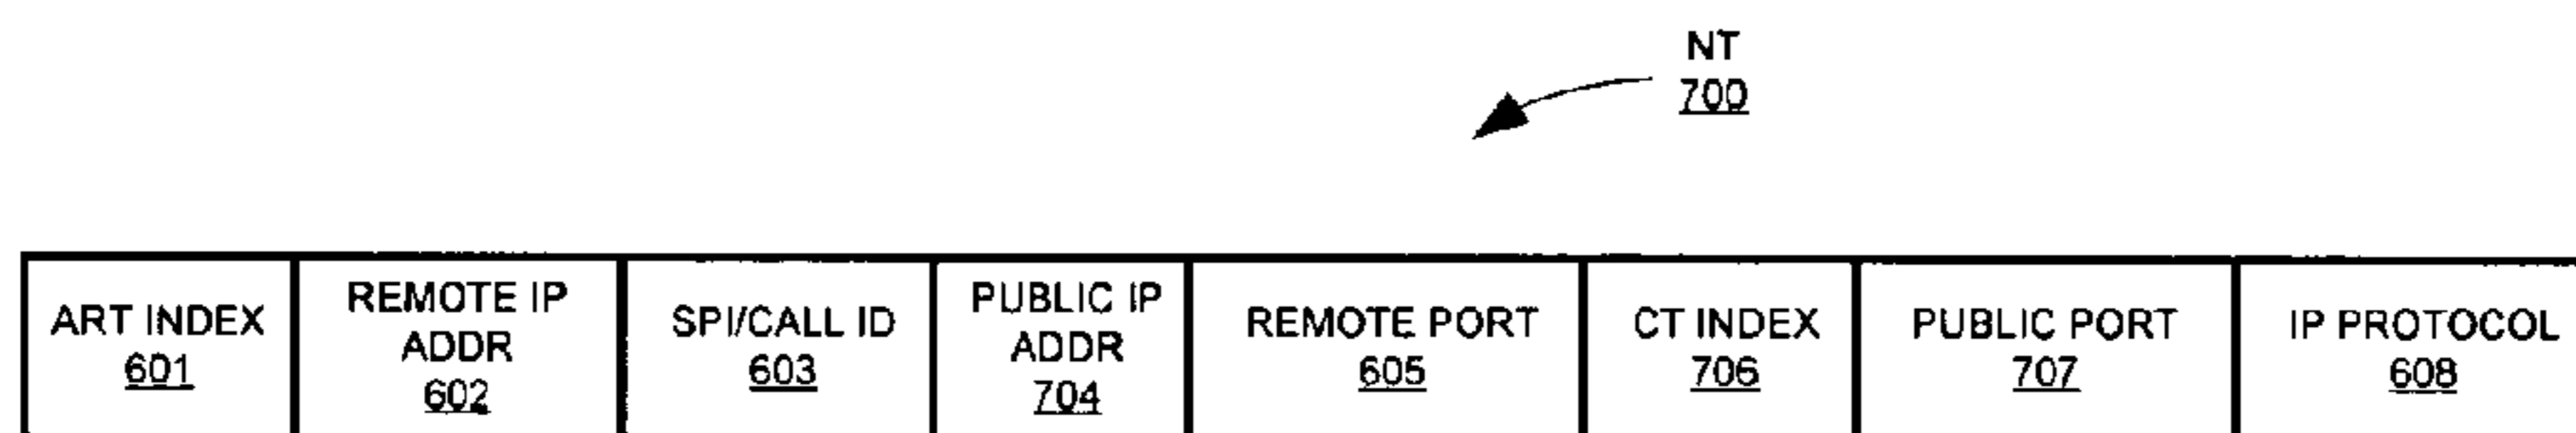 NT
700
ART INDEX
601
REMOTE IP
ADDR
602
SPI/CALL ID
603
PUBLIC IP
ADDR
704
REMOTE PORT
605
CT INDEX
706
PUBLIC PORT
707
IP PROTOCOL
608